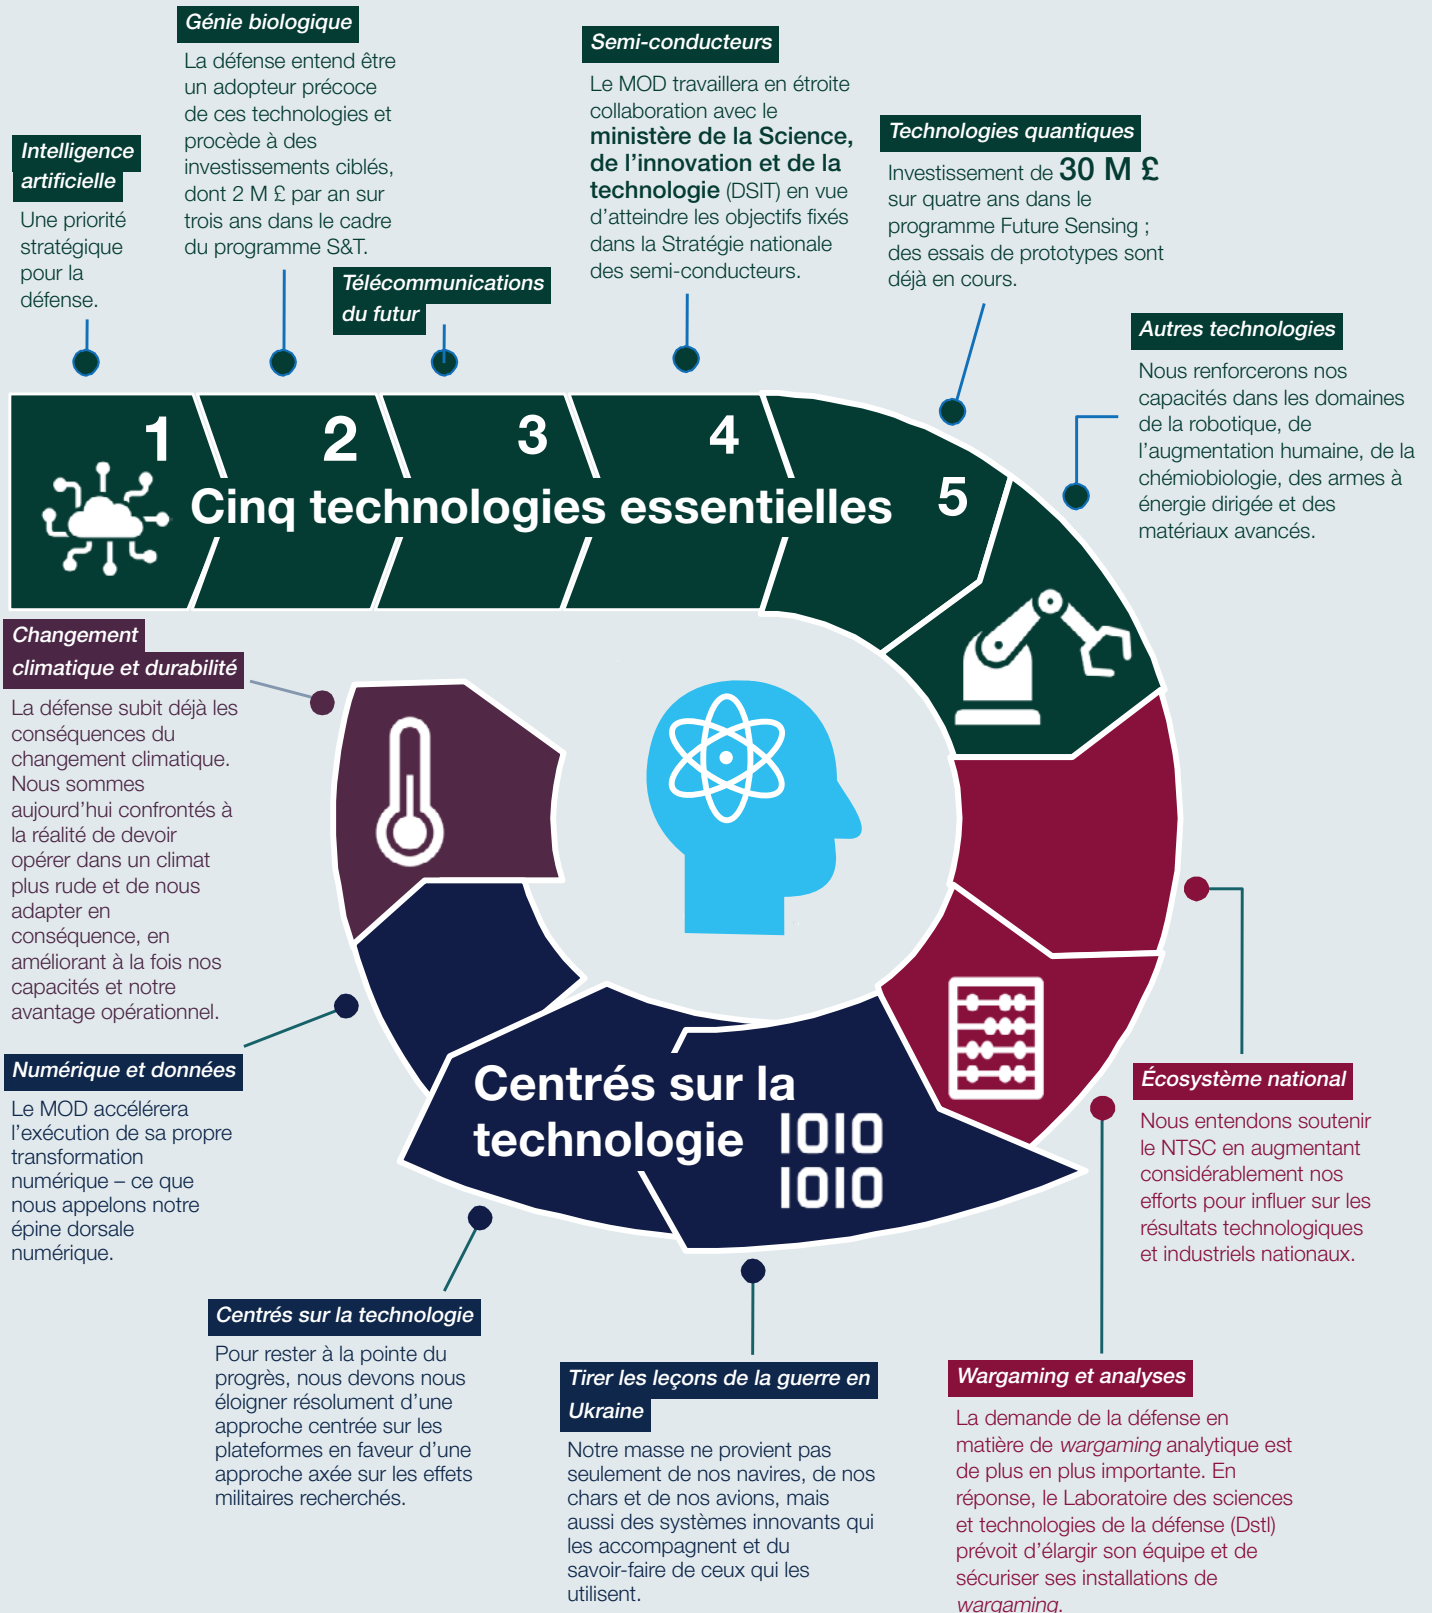 Génie biologique
La défense entend être
un adopteur précoce
de ces technologies et
procède à des
investissements ciblés,
dont 2 M £ par an sur
trois ans dans le cadre
du programme S&T.
Semi-conducteurs
Le MOD travaillera en étroite
collaboration avec le
ministère de la Science,
de l’innovation et de la
technologie (DSIT) en vue
d’atteindre les objectifs fixés
dans la Stratégie nationale
des semi-conducteurs.
Intelligence
artificielle
Une priorité
stratégique
pour la
défense.
Technologies quantiques
Investissement de 30 M £
sur quatre ans dans le
programme Future Sensing ;
des essais de prototypes sont
déjà en cours.
Télécommunications
du futur
Autres technologies
Nous renforcerons nos
capacités dans les domaines
de la robotique, de
l’augmentation humaine, de la
chémiobiologie, des armes à
énergie dirigée et des
matériaux avancés.
1
2
3
4
5
Cinq technologies essentielles
Changement
climatique et durabilité
La défense subit déjà les
conséquences du
changement climatique.
Nous sommes
aujourd’hui confrontés à
la réalité de devoir
opérer dans un climat
plus rude et de nous
adapter en
conséquence, en
améliorant à la fois nos
capacités et notre
avantage opérationnel.
Numérique et données
Le MOD accélérera
l’exécution de sa propre
transformation
numérique – ce que
nous appelons notre
épine dorsale
numérique.
Centrés sur la
technologie
1010
1010
Écosystème national
Nous entendons soutenir
le NTSC en augmentant
considérablement nos
efforts pour influer sur les
résultats technologiques
et industriels nationaux.
Centrés sur la technologie
Pour rester à la pointe du
progrès, nous devons nous
éloigner résolument d’une
approche centrée sur les
plateformes en faveur d’une
approche axée sur les effets
militaires recherchés.
Tirer les leçons de la guerre en
Ukraine
Notre masse ne provient pas
seulement de nos navires, de nos
chars et de nos avions, mais
aussi des systèmes innovants qui
les accompagnent et du
savoir-faire de ceux qui les
utilisent.
Wargaming et analyses
La demande de la défense en
matière de wargaming analytique est
de plus en plus importante. En
réponse, le Laboratoire des sciences
et technologies de la défense (Dstl)
prévoit d’élargir son équipe et de
sécuriser ses installations de
wargaming.